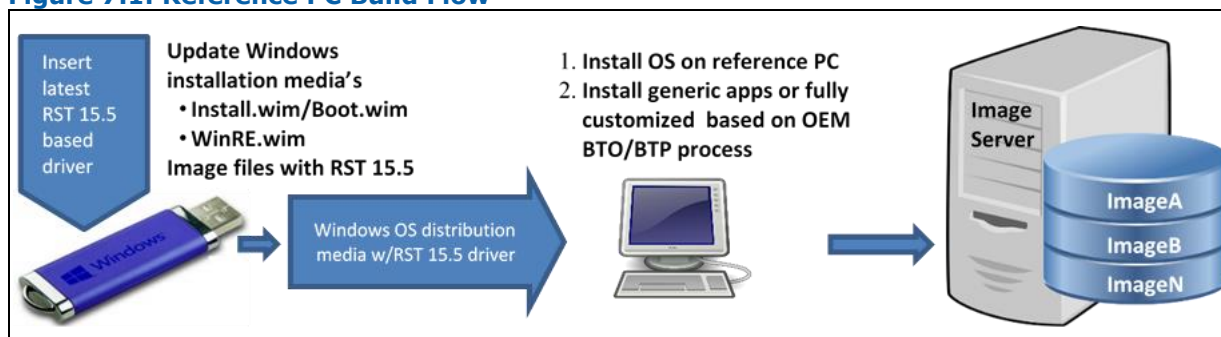 Figure 7.1: Reference PC Build Flow
Insert
latest
RST 15.5
based
driver
Update Windows
installation media's
• Install.wim/Boot.wim
• WinRE.wim
Image files with RST 15.5
Windows
Windows OS distribution
media w/RST 15.5 driver
1. Install OS on reference PC
2. Install generic apps or fully
customized based on OEM
BTO/BTP process
Image
Server
ImageA
ImageB
ImageN